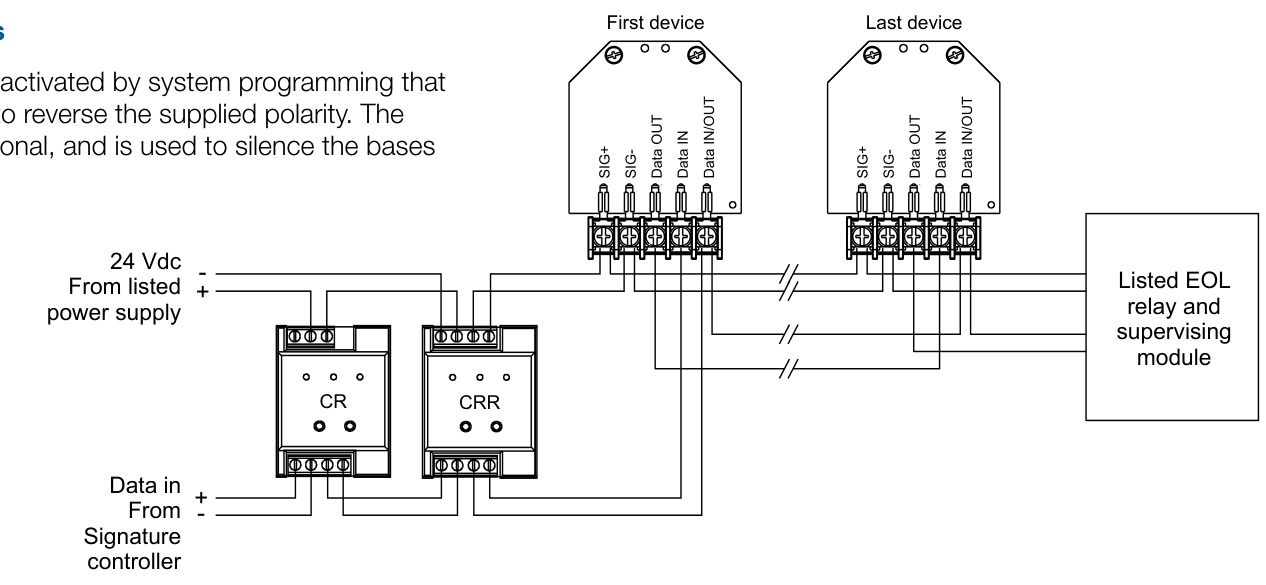 s
activated by system programming that
to reverse the supplied polarity. The
onal, and is used to silence the bases
First device
Last device
SIG+
SIG-
Data OUT
Data IN
Data IN/OUT
SIG+
SIG-
Data OUT
Data IN
Data IN/OUT
24 Vdc
From listed
power supply
-
+
Listed EOL
relay and
supervising
module
CR
CRR
Data in
From
Signature
controller
+
-